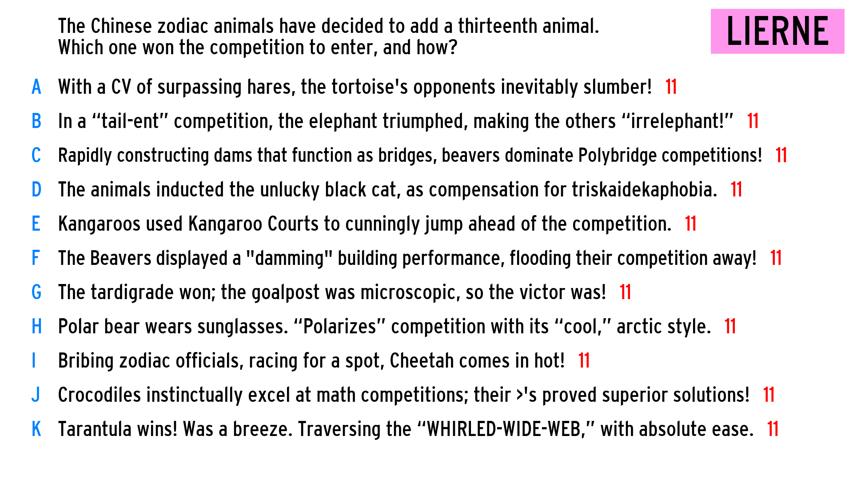 The Chinese zodiac animals have decided to add a thirteenth animal.
Which one won the competition to enter, and how?
LIERNE
A With a CV of surpassing hares, the tortoise's opponents inevitably slumber! 11
B In a “tail-ent” competition, the elephant triumphed, making the others “irrelephant!” 11
C Rapidly constructing dams that function as bridges, beavers dominate Polybridge competitions! 11
D The animals inducted the unlucky black cat, as compensation for triskaidekaphobia. 11
E Kangaroos used Kangaroo Courts to cunningly jump ahead of the competition. 11
F The Beavers displayed a "damming" building performance, flooding their competition away! 11
G The tardigrade won; the goalpost was microscopic, so the victor was! 11
H Polar bear wears sunglasses. “Polarizes” competition with its “cool,” arctic style. 11
I Bribing zodiac officials, racing for a spot, Cheetah comes in hot! 11
J Crocodiles instinctually excel at math competitions; their >'s proved superior solutions! 11
K Tarantula wins! Was a breeze. Traversing the “WHIRLED-WIDE-WEB,” with absolute ease. 11